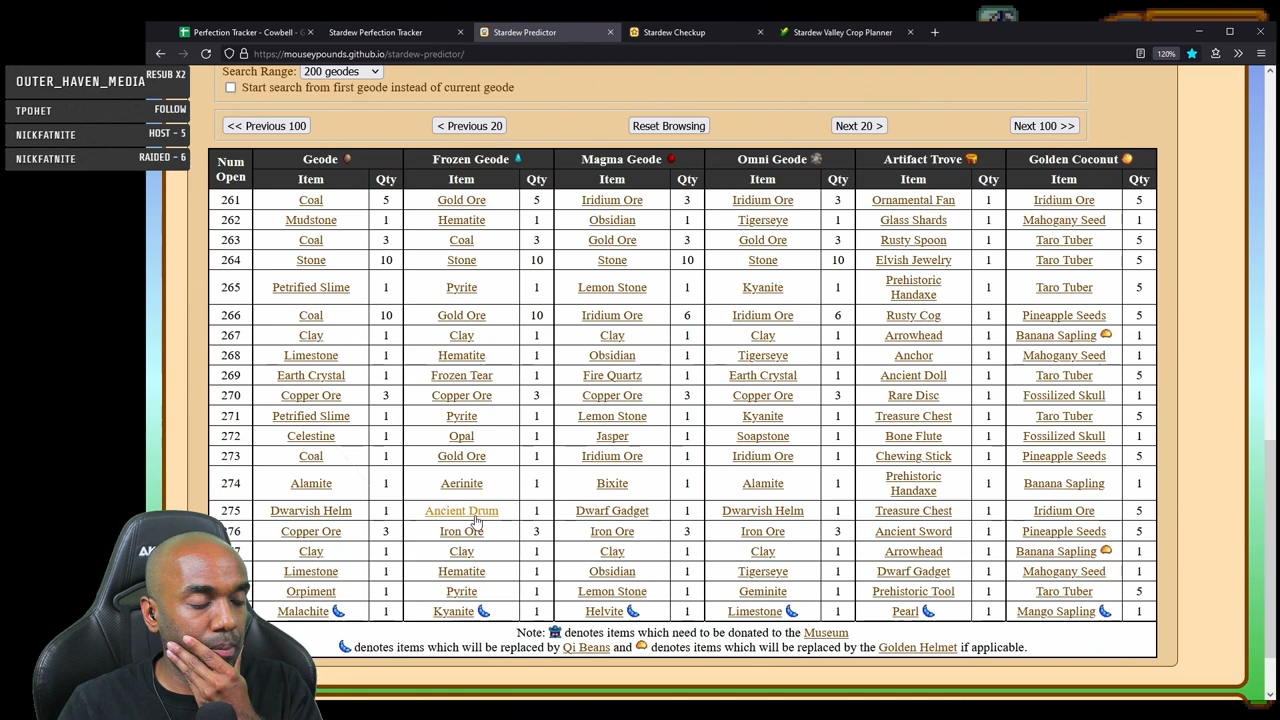 Perfection Tracker - Cowbell - G
Stardew Perfection Tracker
Stardew Predictor
Stardew Checkup
Stardew Valley Crop Planner
https://mouseypounds.github.io/stardew-predictor/
120%
OUTER_HAVEN_MEDIA RESUB X2
TPOHET FOLLOW
NICKFATNITE HOST - 5
NICKFATNITE RAIDED - 6
Search Range: 200 geodes
Start search from first geode instead of current geode
<< Previous 100 < Previous 20 Reset Browsing Next 20 > Next 100 >>
Num Open Geode Frozen Geode Magma Geode Omni Geode Artifact Trove Golden Coconut
Item Qty Item Qty Item Qty Item Qty Item Qty Item Qty
261 Coal 5 Gold Ore 5 Iridium Ore 3 Iridium Ore 3 Ornamental Fan 1 Iridium Ore 5
262 Mudstone 1 Hematite 1 Obsidian 1 Tigerseye 1 Glass Shards 1 Mahogany Seed 1
263 Coal 3 Coal 3 Gold Ore 3 Gold Ore 3 Rusty Spoon 1 Taro Tuber 5
264 Stone 10 Stone 10 Stone 10 Stone 10 Elvish Jewelry 1 Taro Tuber 5
265 Petrified Slime 1 Pyrite 1 Lemon Stone 1 Kyanite 1 Prehistoric Handaxe 1 Taro Tuber 5
266 Coal 10 Gold Ore 10 Iridium Ore 6 Iridium Ore 6 Rusty Cog 1 Pineapple Seeds 5
267 Clay 1 Clay 1 Clay 1 Clay 1 Arrowhead 1 Banana Sapling 1
268 Limestone 1 Hematite 1 Obsidian 1 Tigerseye 1 Anchor 1 Mahogany Seed 1
269 Earth Crystal 1 Frozen Tear 1 Fire Quartz 1 Earth Crystal 1 Ancient Doll 1 Taro Tuber 5
270 Copper Ore 3 Copper Ore 3 Copper Ore 3 Copper Ore 3 Rare Disc 1 Fossilized Skull 1
271 Petrified Slime 1 Pyrite 1 Lemon Stone 1 Kyanite 1 Treasure Chest 1 Taro Tuber 5
272 Celestine 1 Opal 1 Jasper 1 Soapstone 1 Bone Flute 1 Fossilized Skull 1
273 Coal 1 Gold Ore 1 Iridium Ore 1 Iridium Ore 1 Chewing Stick 1 Pineapple Seeds 5
274 Alamite 1 Aerinite 1 Bixite 1 Alamite 1 Prehistoric Handaxe 1 Banana Sapling 1
275 Dwarvish Helm 1 Ancient Drum 1 Dwarf Gadget 1 Dwarvish Helm 1 Treasure Chest 1 Iridium Ore 5
76 Copper Ore 3 Iron Ore 3 Iron Ore 3 Iron Ore 3 Ancient Sword 1 Pineapple Seeds 5
7 Clay 1 Clay 1 Clay 1 Clay 1 Arrowhead 1 Banana Sapling 1
Limestone 1 Hematite 1 Obsidian 1 Tigerseye 1 Dwarf Gadget 1 Mahogany Seed 1
Orpiment 1 Pyrite 1 Lemon Stone 1 Geminite 1 Prehistoric Tool 1 Taro Tuber 5
Malachite 1 Kyanite 1 Helvite 1 Limestone 1 Pearl 1 Mango Sapling 1
Note: denotes items which need to be donated to the Museum
denotes items which will be replaced by Qi Beans and denotes items which will be replaced by the Golden Helmet if applicable.